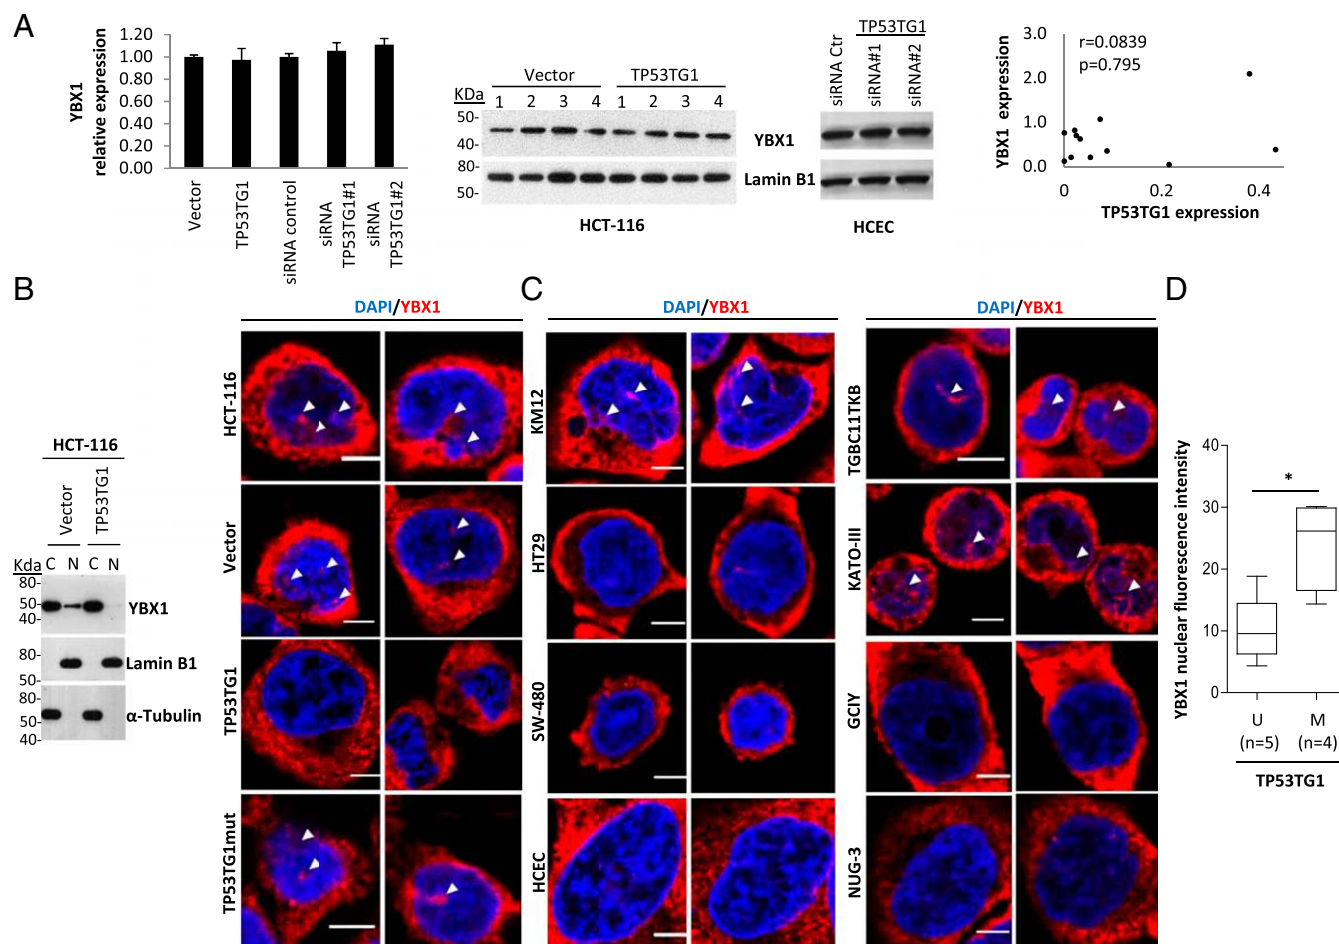 A
YBX1
relative expression
1.20
1.00
0.80
0.60
0.40
0.20
0.00
Vector
TP53TG1
siRNA control
siRNA
TP53TG1#1
siRNA
TP53TG1#2
Vector
TP53TG1
KDa
1 2 3 4 1 2 3 4
50-
40-
80-
50-
YBX1
Lamin B1
HCT-116
TP53TG1
siRNA Ctr
siRNA#1
siRNA#2
HCEC
YBX1 expression
3.0
2.0
1.0
0.0
r=0.0839
p=0.795
0 0.2 0.4
TP53TG1 expression
B
HCT-116
Vector
TP53TG1
Kda C N C N
80-
50-
40-
YBX1
80-
50-
Lamin B1
80-
50-
40-
α-Tubulin
DAPI/YBX1
HCT-116
Vector
TP53TG1
TP53TG1mut
C
DAPI/YBX1
KM12
HT29
SW-480
HCEC
DAPI/YBX1
TGBC11TKB
KATO-III
GCIY
NUG-3
D
YBX1 nuclear fluorescence intensity
40
30
20
10
0
*
U M
(n=5) (n=4)
TP53TG1